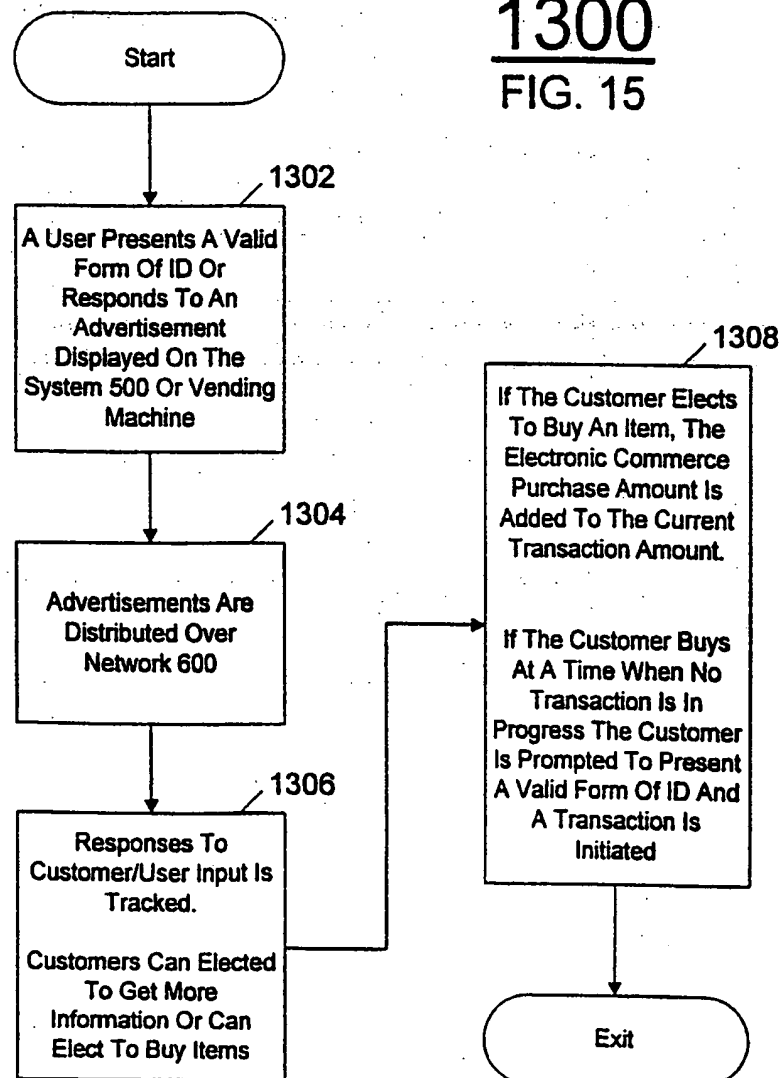 1300
FIG. 15
Start
1302
A User Presents A Valid
Form Of ID Or
Responds To An
Advertisement
Displayed On The
System 500 Or Vending
Machine
1304
Advertisements Are
Distributed Over
Network 600
1306
Responses To
Customer/User Input Is
Tracked.
Customers Can Elected
To Get More
Information Or Can
Elect To Buy Items
1308
If The Customer Elects
To Buy An Item, The
Electronic Commerce
Purchase Amount Is
Added To The Current
Transaction Amount.
If The Customer Buys
At A Time When No
Transaction Is In
Progress The Customer
Is Prompted To Present
A Valid Form Of ID And
A Transaction Is
Initiated
Exit